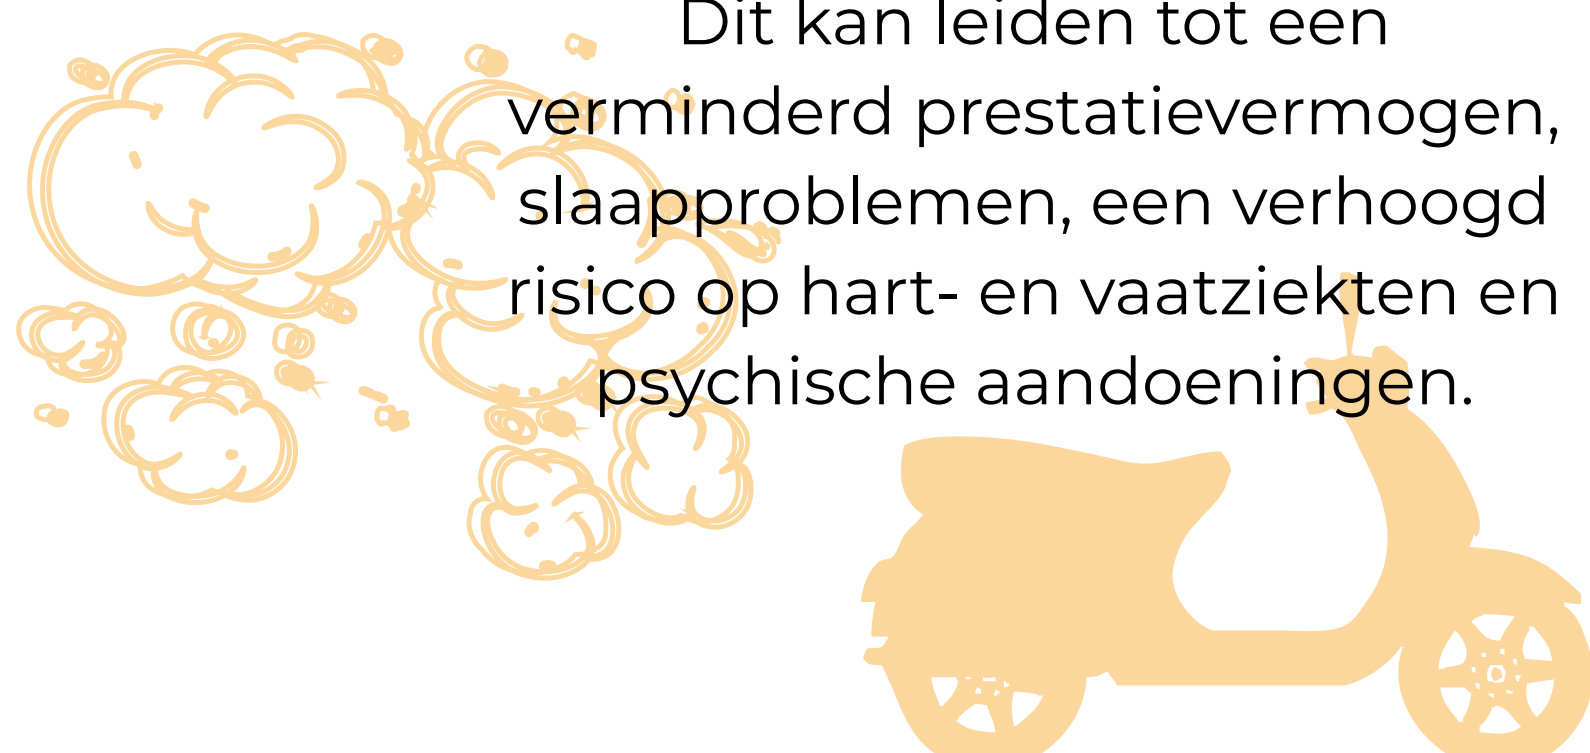 Dit kan leiden tot een
verminderd prestatievermogen,
slaapproblemen, een verhoogd
risico op hart- en vaatziekten en
psychische aandoeningen.